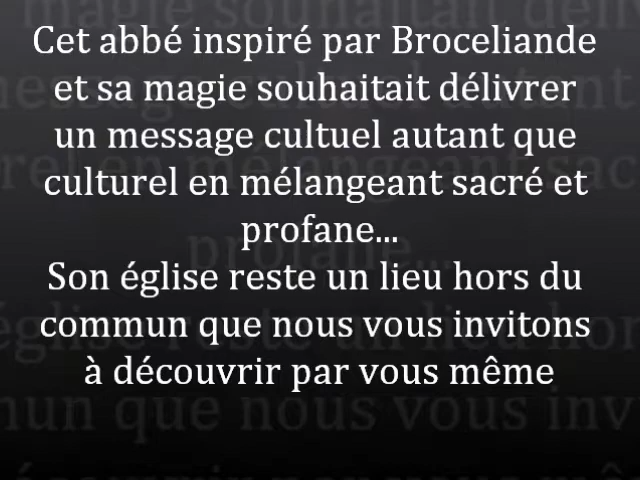 Cet abbé inspiré par Broceliande
et sa magie souhaitait délivrer
un message cultuel autant que
culturel en mélangeant sacré et
profane...
Son église reste un lieu hors du
commun que nous vous invitons
à découvrir par vous même